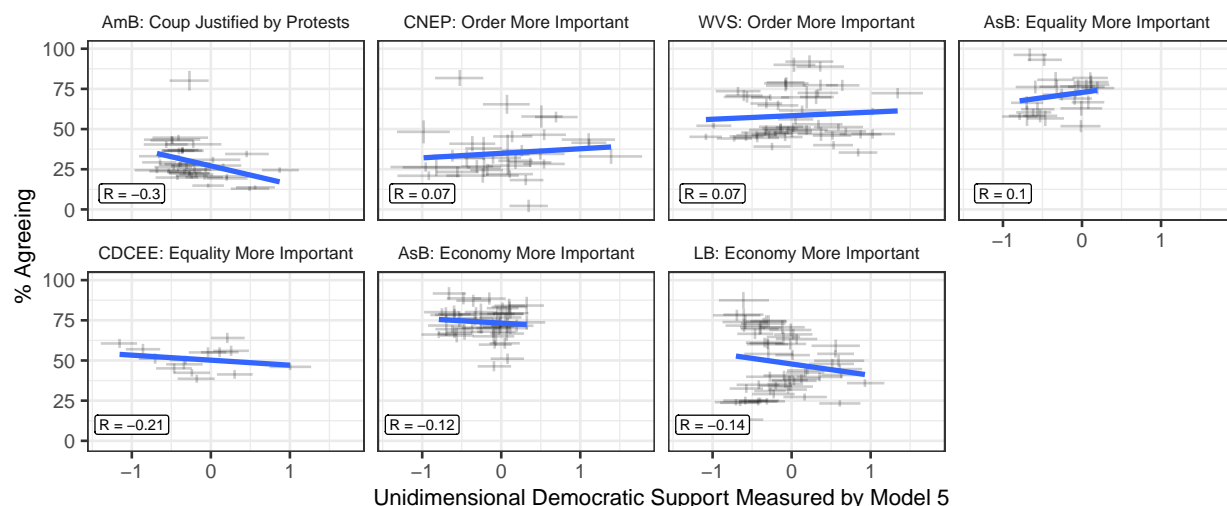 AmB: Coup Justified by Protests
CNEP: Order More Important
WVS: Order More Important
AsB: Equality More Important
100
75
50
25
0
R = −0.3
R = 0.07
R = 0.07
R = 0.1
−1 0 1
CDCEE: Equality More Important
AsB: Economy More Important
LB: Economy More Important
100
75
50
25
0
R = −0.21
R = −0.12
R = −0.14
−1 0 1
−1 0 1
−1 0 1
% Agreeing
Unidimensional Democratic Support Measured by Model 5